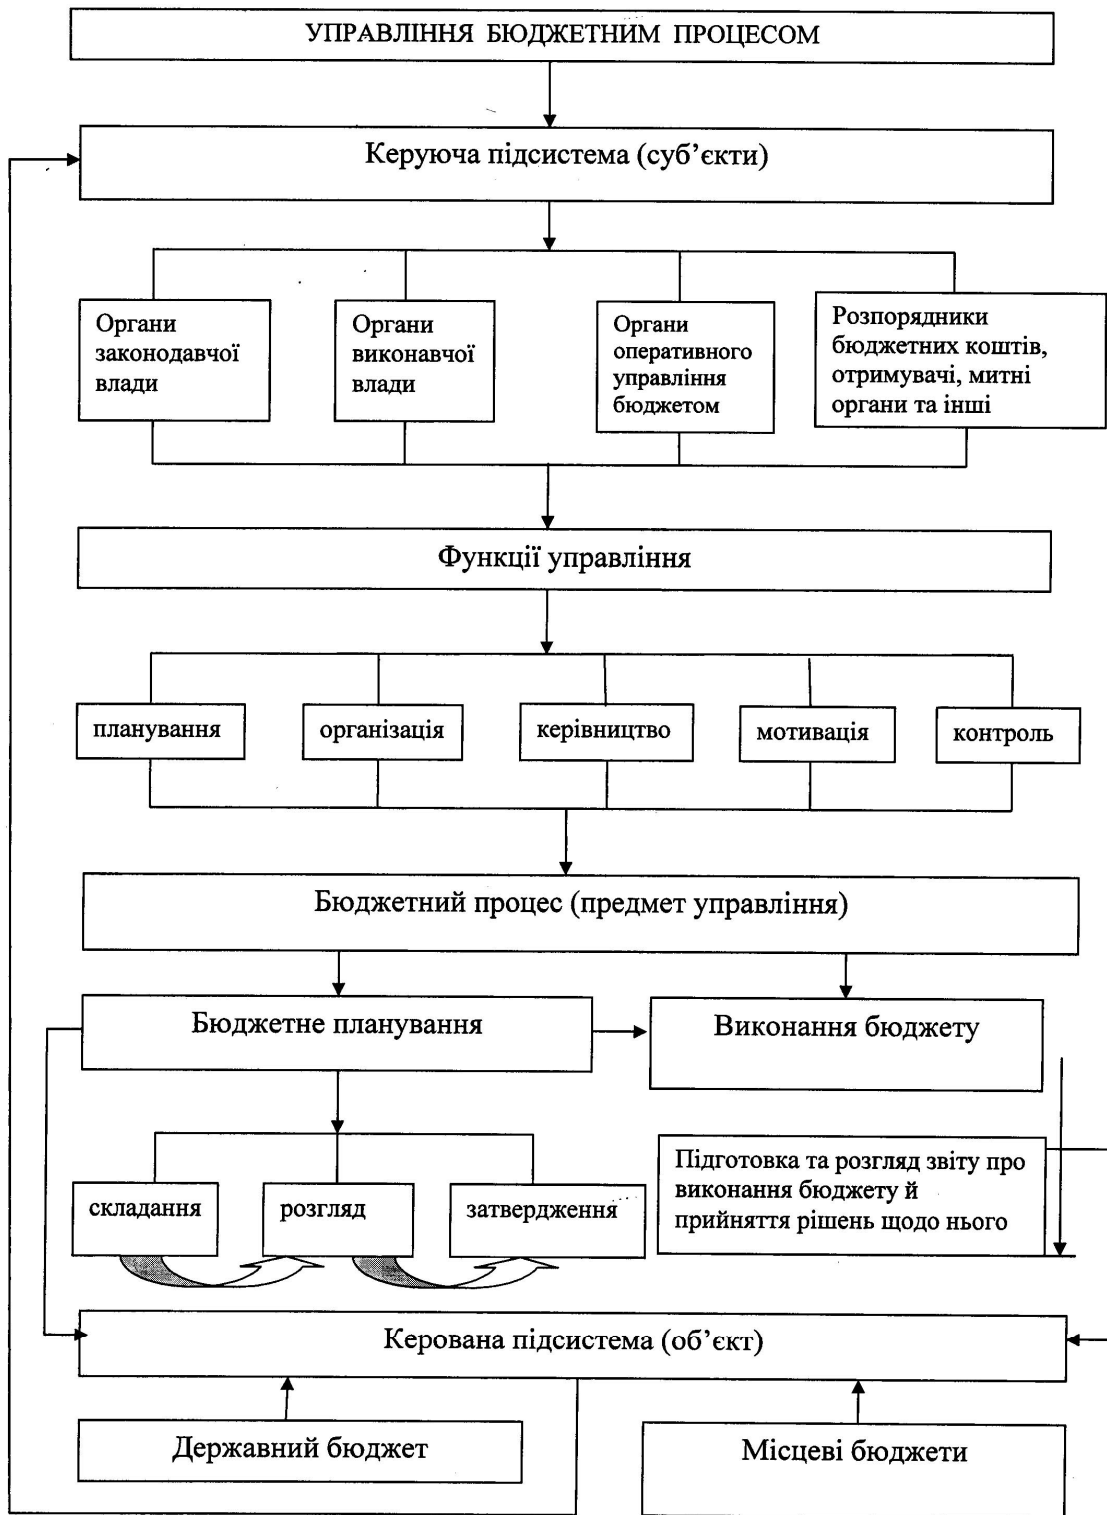 УПРАВЛІННЯ БЮДЖЕТНИМ ПРОЦЕСОМ
Керуюча підсистема (суб’єкти)
Органи
законодавчої
влади
Органи
виконавчої
влади
Органи
оперативного
управління
бюджетом
Розпорядники
бюджетних коштів,
отримувачі, митні
органи та інші
Функції управління
планування
організація
керівництво
мотивація
контроль
Бюджетний процес (предмет управління)
Бюджетне планування
Виконання бюджету
складання
розгляд
затвердження
Підготовка та розгляд звіту про
виконання бюджету й
прийняття рішень щодо нього
Керована підсистема (об’єкт)
Державний бюджет
Місцеві бюджети